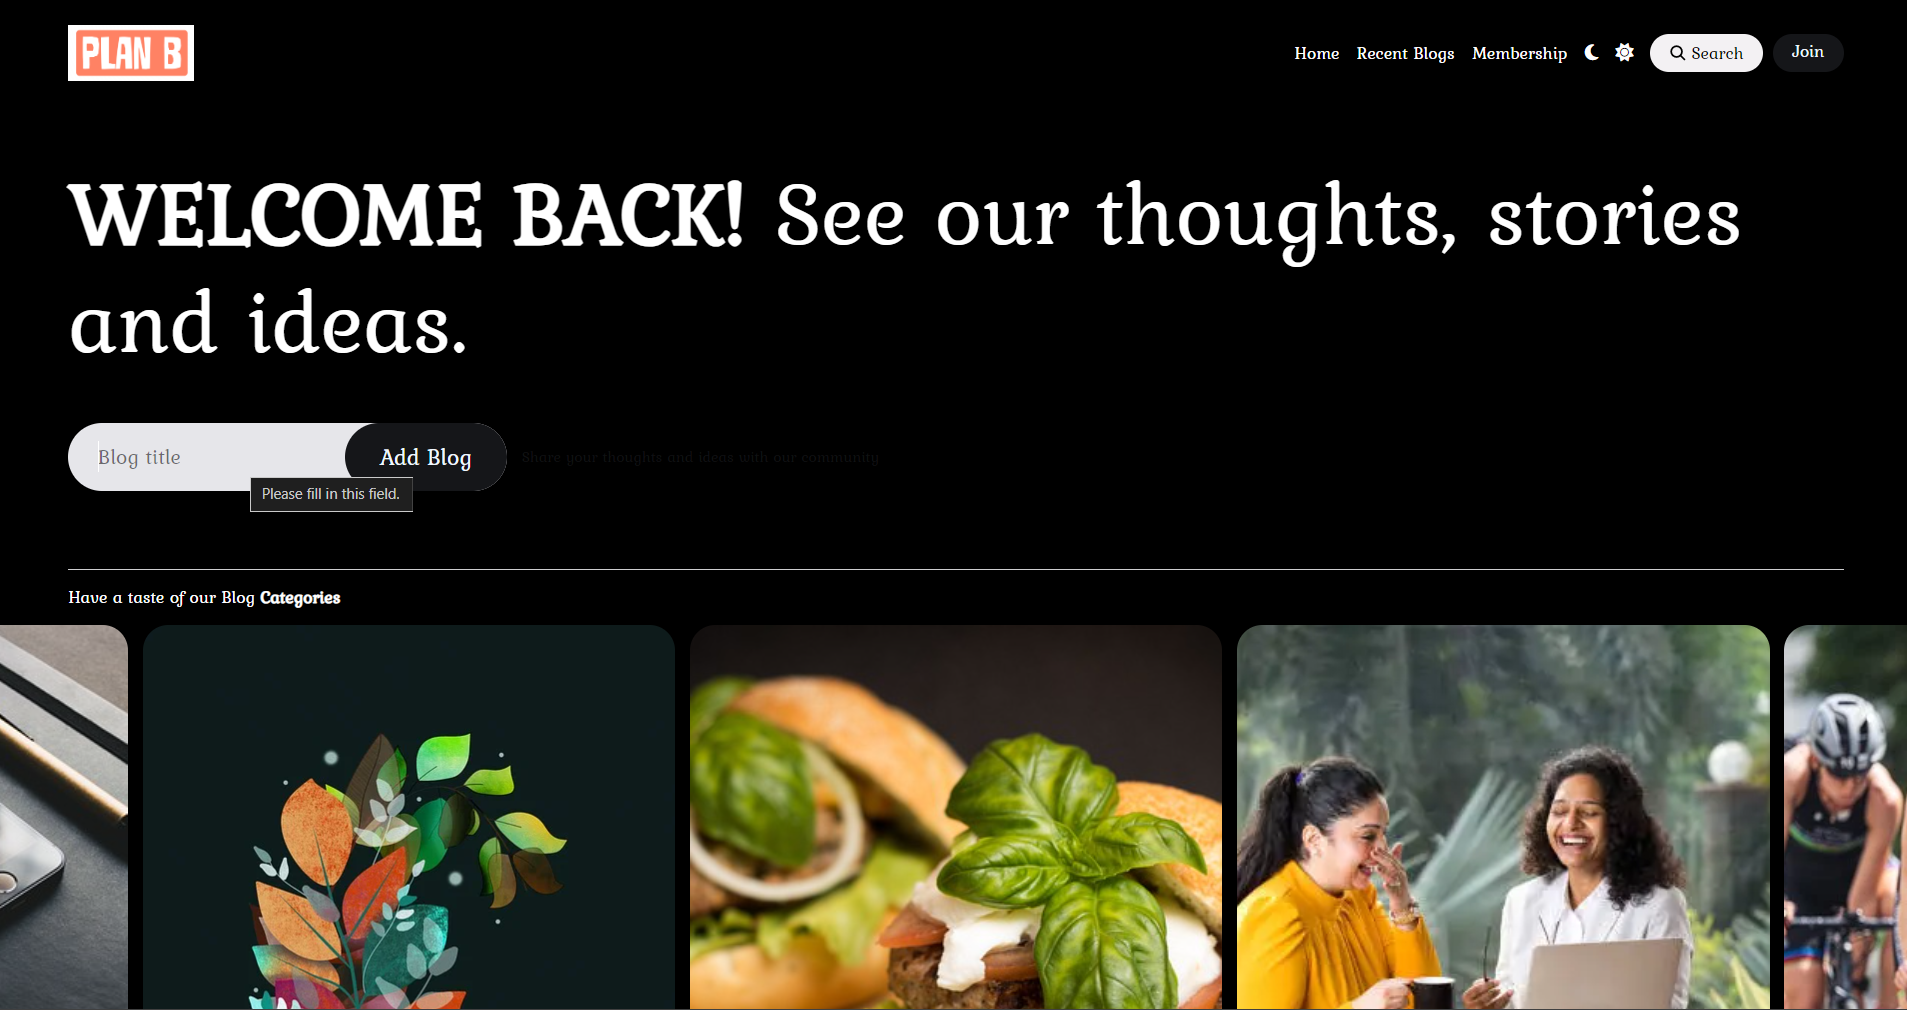 PLAN B
Home Recent Blogs Membership Search Join
WELCOME BACK! See our thoughts, stories
and ideas.
Blog title Add Blog Share your thoughts and ideas with our community
Please fill in this field.
Have a taste of our Blog Categories